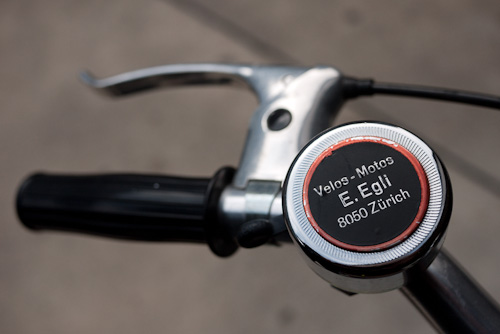 Velos - Motos
E. Egli
8050 Zürich